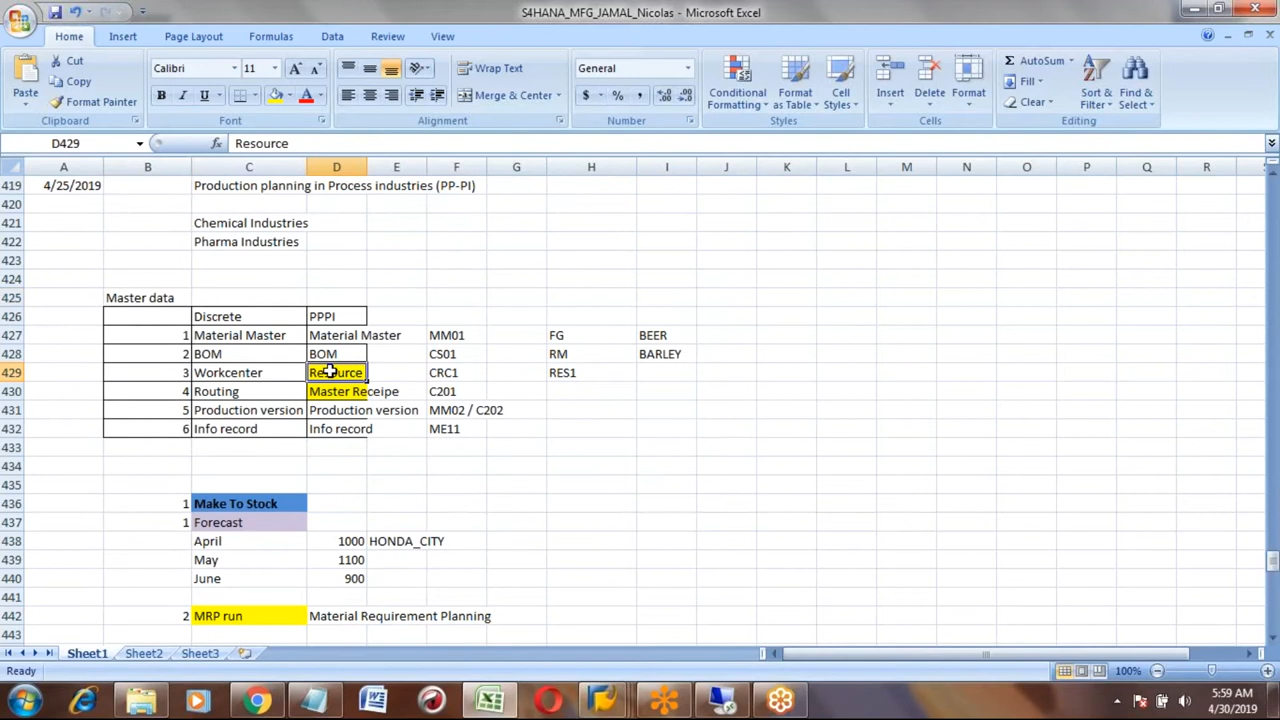 S4HANA_MFG_JAMAL_Nicolas - Microsoft Excel
Home Insert Page Layout Formulas Data Review View
Paste Cut Copy Format Painter Clipboard
Calibri 11 B I U A Font
Wrap Text Merge & Center Alignment
General $ % , Number
Conditional Formatting Format as Table Cell Styles Styles
Insert Delete Format Cells
AutoSum Fill Clear Sort & Filter Find & Select Editing
D429 fx Resource
A B C D E F G H I J K L M N O P Q R
419 4/25/2019 Production planning in Process industries (PP-PI)
420
421 Chemical Industries
422 Pharma Industries
423
424
425 Master data
426 Discrete PPPI
427 1 Material Master Material Master MM01 FG BEER
428 2 BOM BOM CS01 RM BARLEY
429 3 Workcenter Resource CRC1 RES1
430 4 Routing Master Receipe C201
431 5 Production version Production version MM02 / C202
432 6 Info record Info record ME11
433
434
435
436 1 Make To Stock
437 1 Forecast
438 April 1000 HONDA_CITY
439 May 1100
440 June 900
441
442 2 MRP run Material Requirement Planning
443
Sheet1 Sheet2 Sheet3
Ready 100%
5:59 AM
4/30/2019